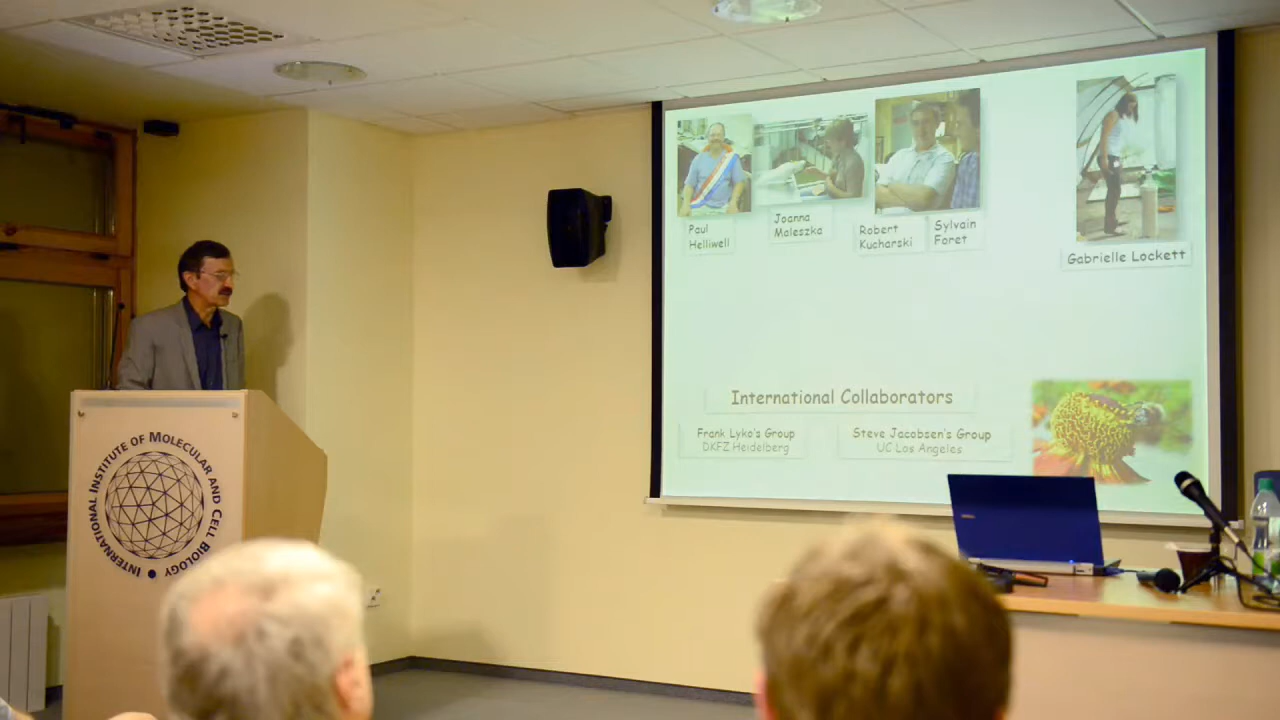 Paul
Helliwell
Joanna
Maleszka
Robert
Kucharski
Sylvain
Foret
Gabrielle Lockett
International Collaborators
Frank Lyko's Group
DKFZ Heidelberg
Steve Jacobsen's Group
UC Los Angeles
INTERNATIONAL INSTITUTE OF MOLECULAR AND CELL BIOLOGY